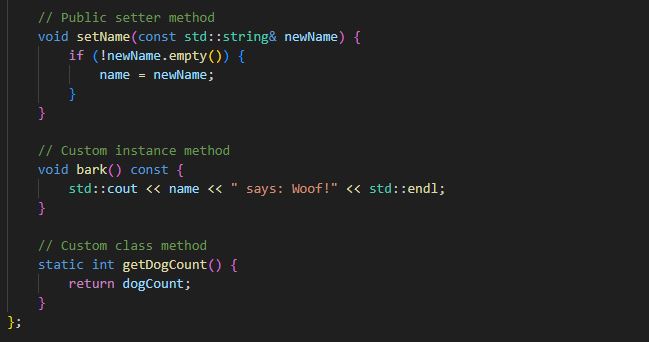 // Public setter method
void setName(const std::string& newName) {
if (!newName.empty()) {
name = newName;
}
}
// Custom instance method
void bark() const {
std::cout << name << " says: Woof!" << std::endl;
}
// Custom class method
static int getDogCount() {
return dogCount;
}
};